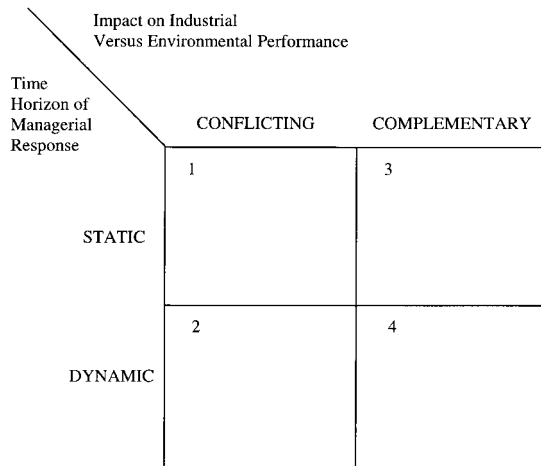 Impact on Industrial
Versus Environmental Performance
Time
Horizon of
Managerial
Response
CONFLICTING COMPLEMENTARY
1 3
STATIC
2 4
DYNAMIC